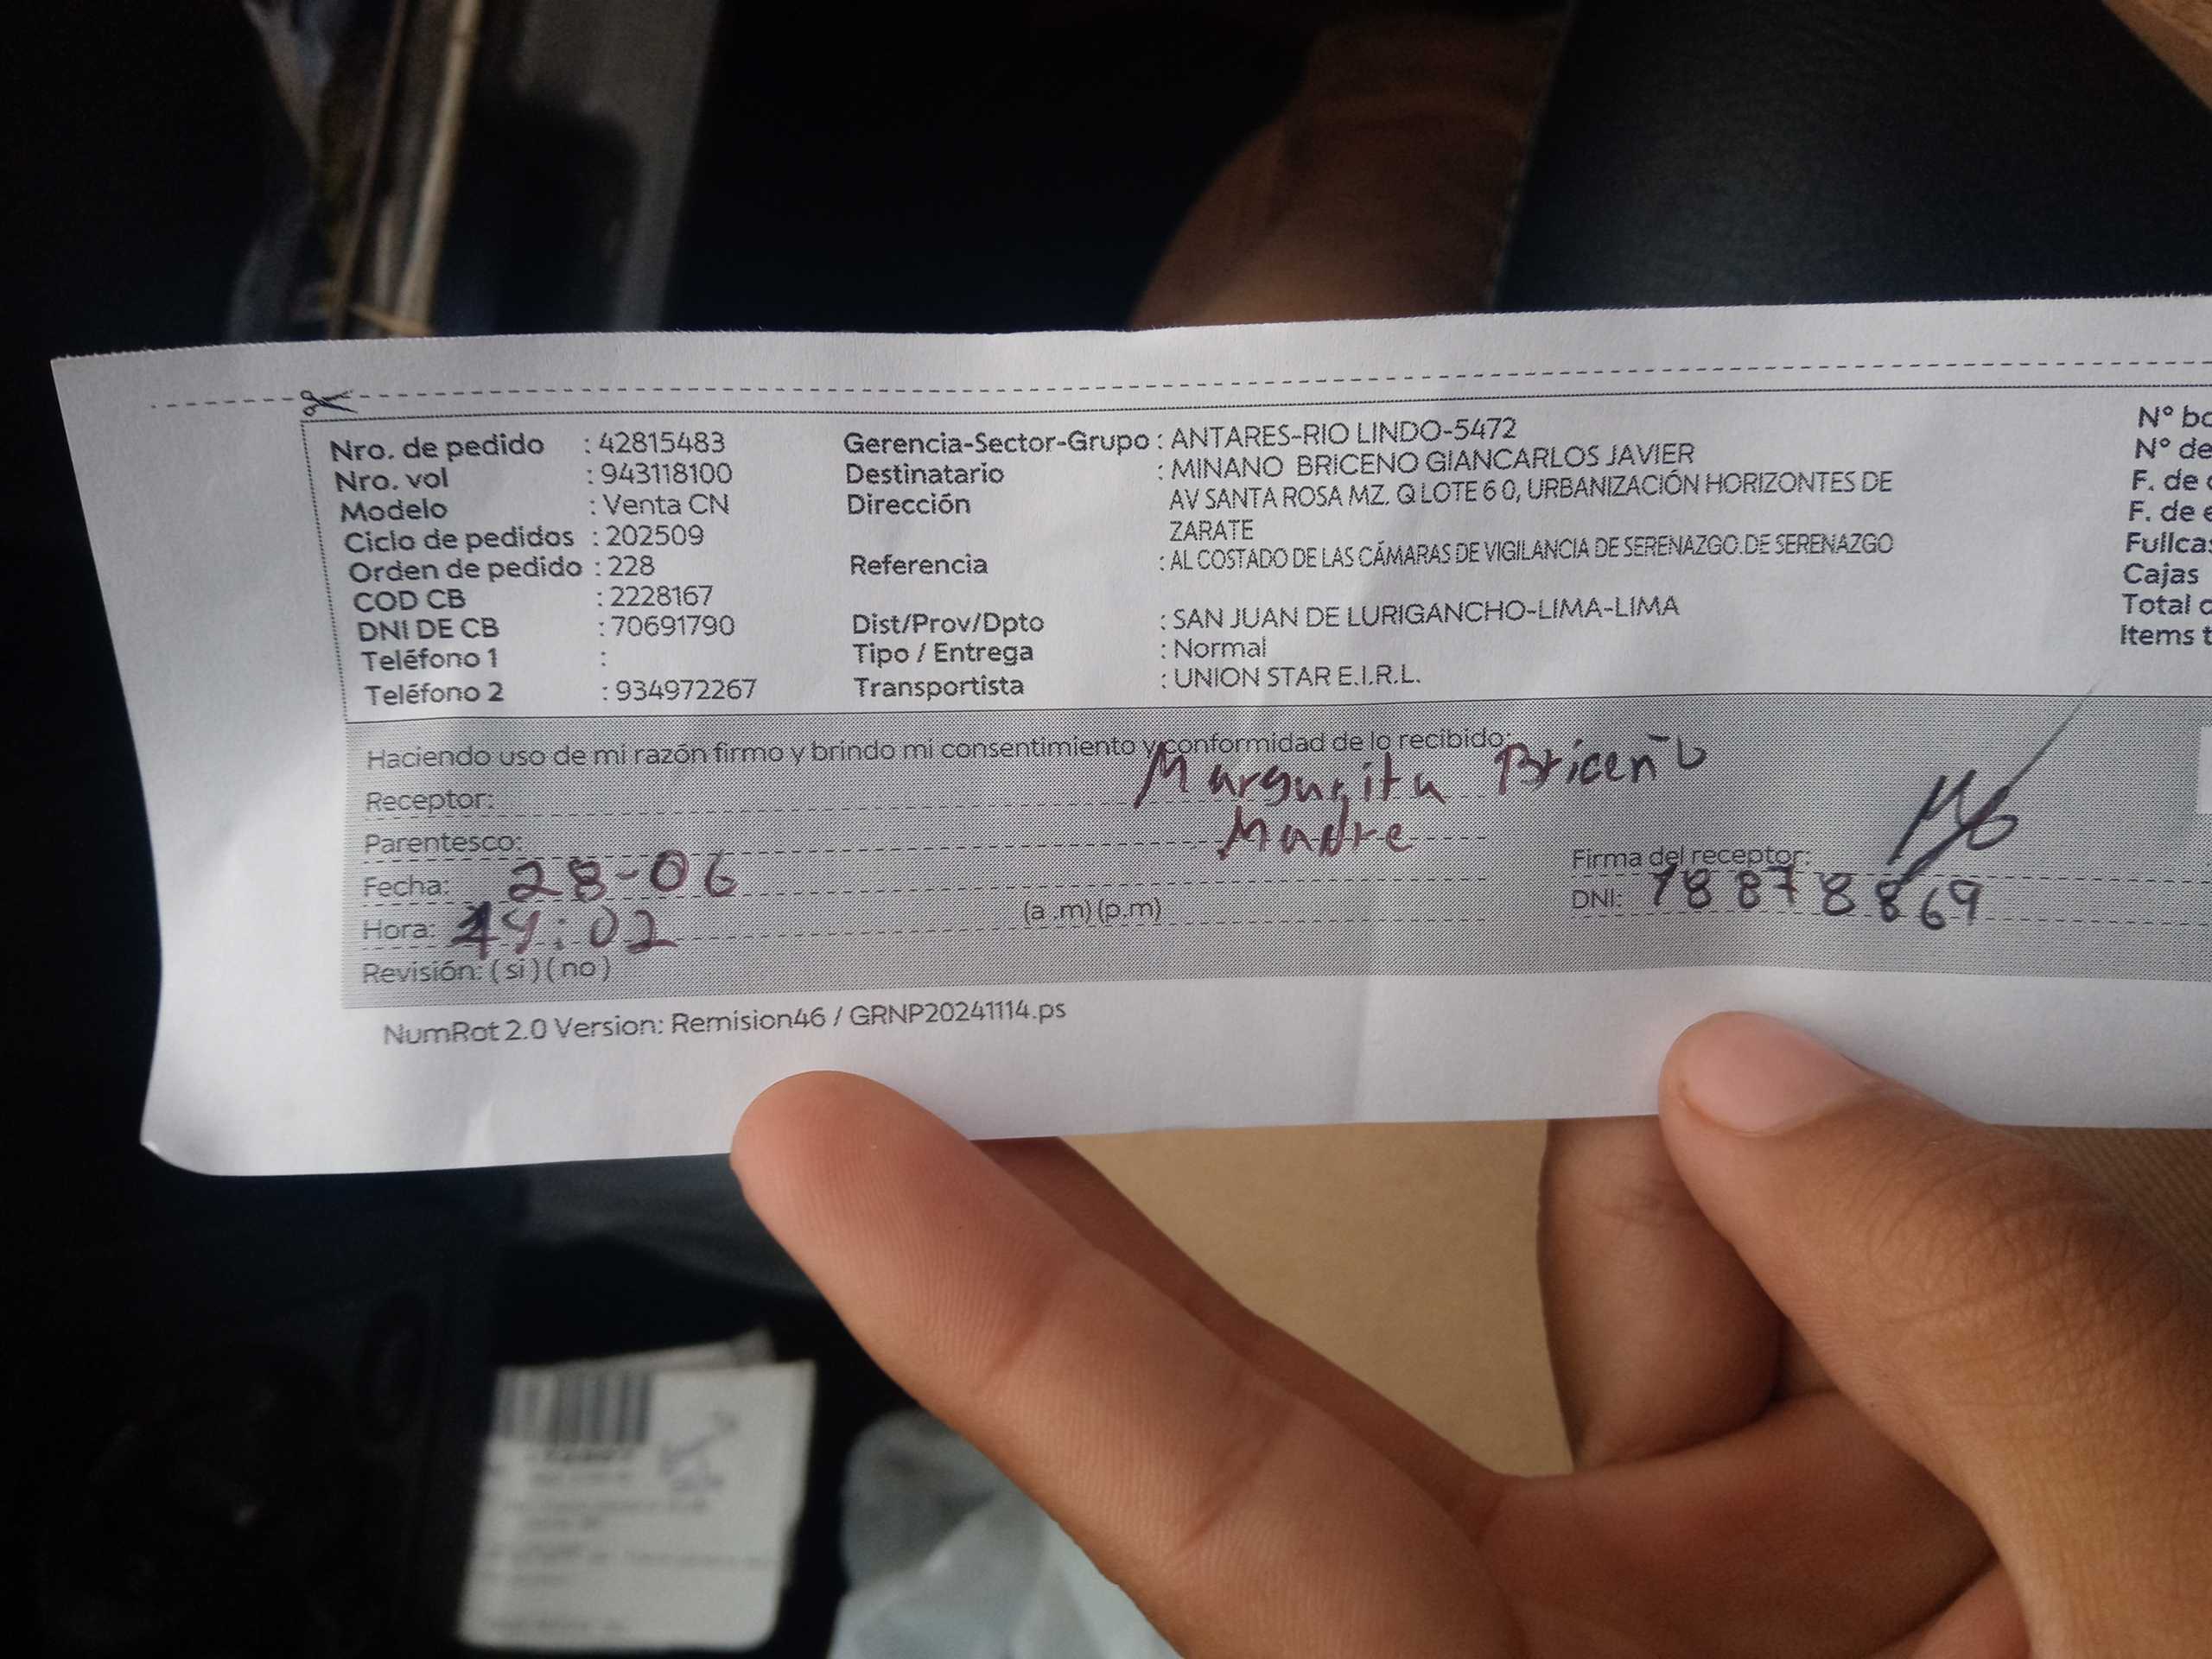 Nro. de pedido : 42815483
Nro. vol : 943118100
Modelo : Venta CN
Ciclo de pedidos : 202509
Orden de pedido : 228
COD CB : 2228167
DNI DE CB : 70691790
Teléfono 1 :
Teléfono 2 : 934972267
Gerencia-Sector-Grupo : ANTARES-RIO LINDO-5472
Destinatario : MINANO BRICENO GIANCARLOS JAVIER
Dirección AV SANTA ROSA MZ. Q LOTE 6 0, URBANIZACIÓN HORIZONTES DE
ZARATE
Referencia : AL COSTADO DE LAS CÁMARAS DE VIGILANCIA DE SERENAZGO.DE SERENAZGO
Dist/Prov/Dpto : SAN JUAN DE LURIGANCHO-LIMA-LIMA
Tipo / Entrega : Normal
Transportista : UNION STAR E.I.R.L.
N°
N° de
F. de
F. de
Cajas
Total
Items
Haciendo uso de mi razón firmo y brindo mi consentimiento y conformidad de lo recibido:
Receptor: Margarita Briceño
Parentesco: Madre
Fecha: 28-06
Hora: 14:02 (a .m) (p.m)
Revisión: ( si ) ( no )
Firma del receptor:
DNI: 18878869
NumRot 2.0 Version: Remision46 / GRNP20241114.ps